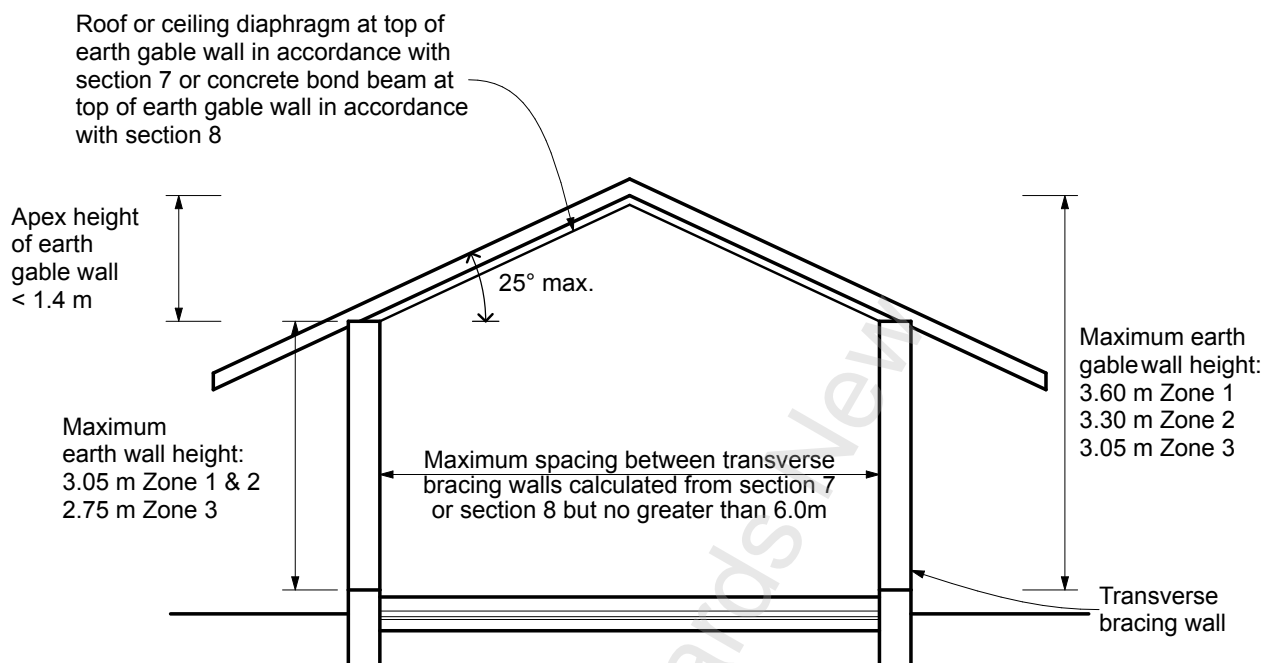 Roof or ceiling diaphragm at top of
earth gable wall in accordance with
section 7 or concrete bond beam at
top of earth gable wall in accordance
with section 8
Apex height
of earth
gable wall
< 1.4 m
25° max.
Maximum
earth wall height:
3.05 m Zone 1 & 2
2.75 m Zone 3
Maximum spacing between transverse
bracing walls calculated from section 7
or section 8 but no greater than 6.0m
Maximum earth
gable wall height:
3.60 m Zone 1
3.30 m Zone 2
3.05 m Zone 3
Transverse
bracing wall
ards New